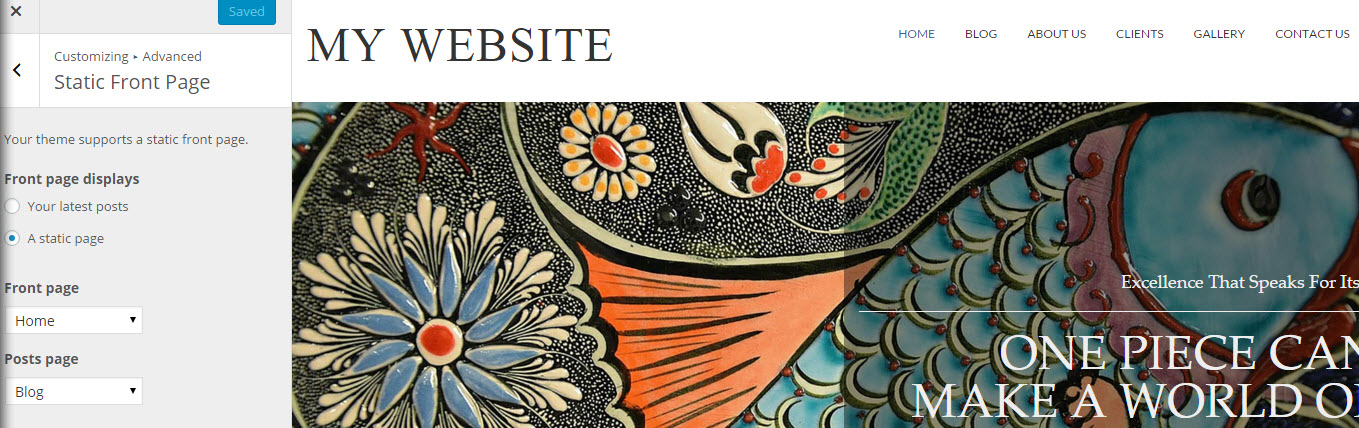 Saved
Customizing ▸ Advanced
Static Front Page
Your theme supports a static front page.
Front page displays
Your latest posts
A static page
Front page
Home
Posts page
Blog
MY WEBSITE
HOME BLOG ABOUT US CLIENTS GALLERY CONTACT US
Excellence That Speaks For Its
ONE PIECE CAN
MAKE A WORLD O